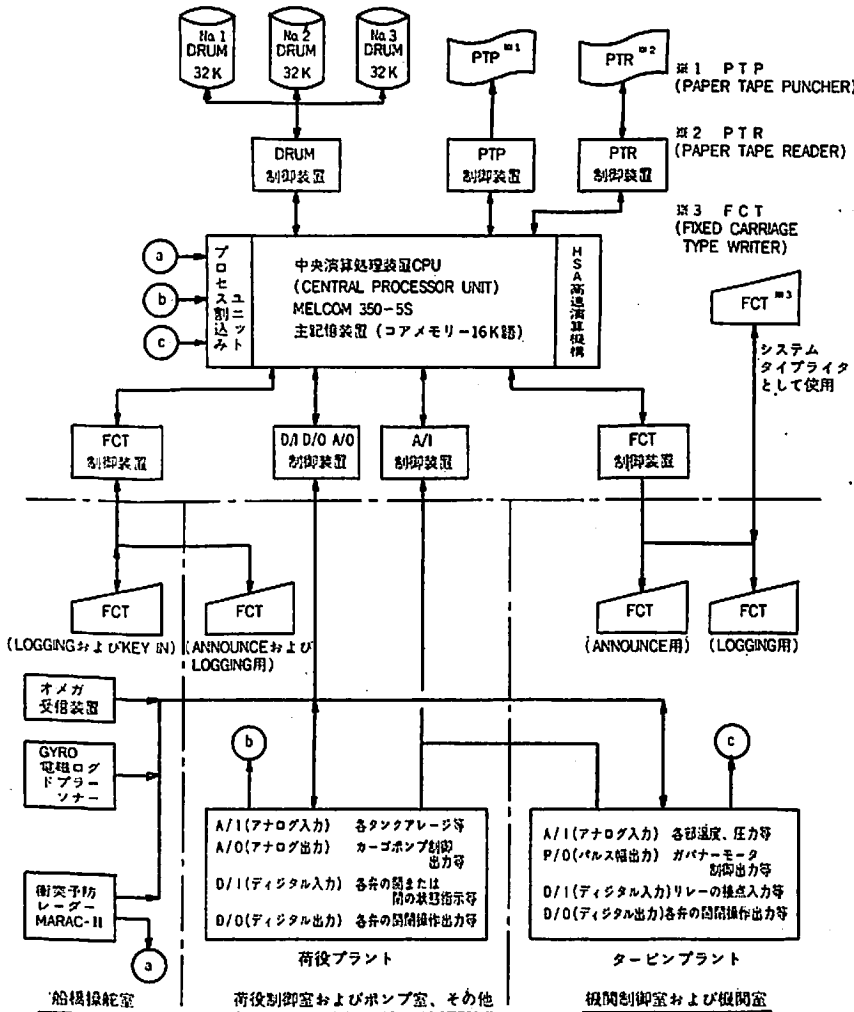 No 1
DRUM
32K
No 2
DRUM
32K
No 3
DRUM
32K
PTP ※1
PTR ※2
※1 PTP
(PAPER TAPE PUNCHER)
※2 PTR
(PAPER TAPE READER)
※3 FCT
(FIXED CARRIAGE
TYPE WRITER)
DRUM
制御装置
PTP
制御装置
PTR
制御装置
a
b
c
プロセス割込み
ユニット
中央演算処理装置CPU
(CENTRAL PROCESSOR UNIT)
MELCOM 350-5S
主記憶装置(コアメモリー16K語)
HSA高速演算機構
FCT ※3
システム
タイプライタ
として使用
FCT
制御装置
D/I D/O A/O
制御装置
A/I
制御装置
FCT
制御装置
FCT
(LOGGINGおよびKEY IN)
FCT
(ANNOUNCEおよび
LOGGING用)
FCT
(ANNOUNCE用)
FCT
(LOGGING用)
オメガ
受信装置
GYRO
電磁ログ
ドプラー
ソナー
衝突予防
レーダー
MARAC-II
a
b
c
A/I(アナログ入力) 各タンクアレージ等
A/O(アナログ出力) カーゴポンプ制御
出力等
D/I(ディジタル入力) 各弁の開または
閉の状態指示等
D/O(ディジタル出力) 各弁の開閉操作出力等
荷役プラント
A/I(アナログ入力) 各部温度、圧力等
P/O(パルス幅出力) ガバナーモータ
制御出力等
D/I(ディジタル入力)リレーの接点入力等
D/O(ディジタル出力)各弁の開閉操作出力等
タービンプラント
船橋操舵室
荷役制御室およびポンプ室、その他
機関制御室および機関室